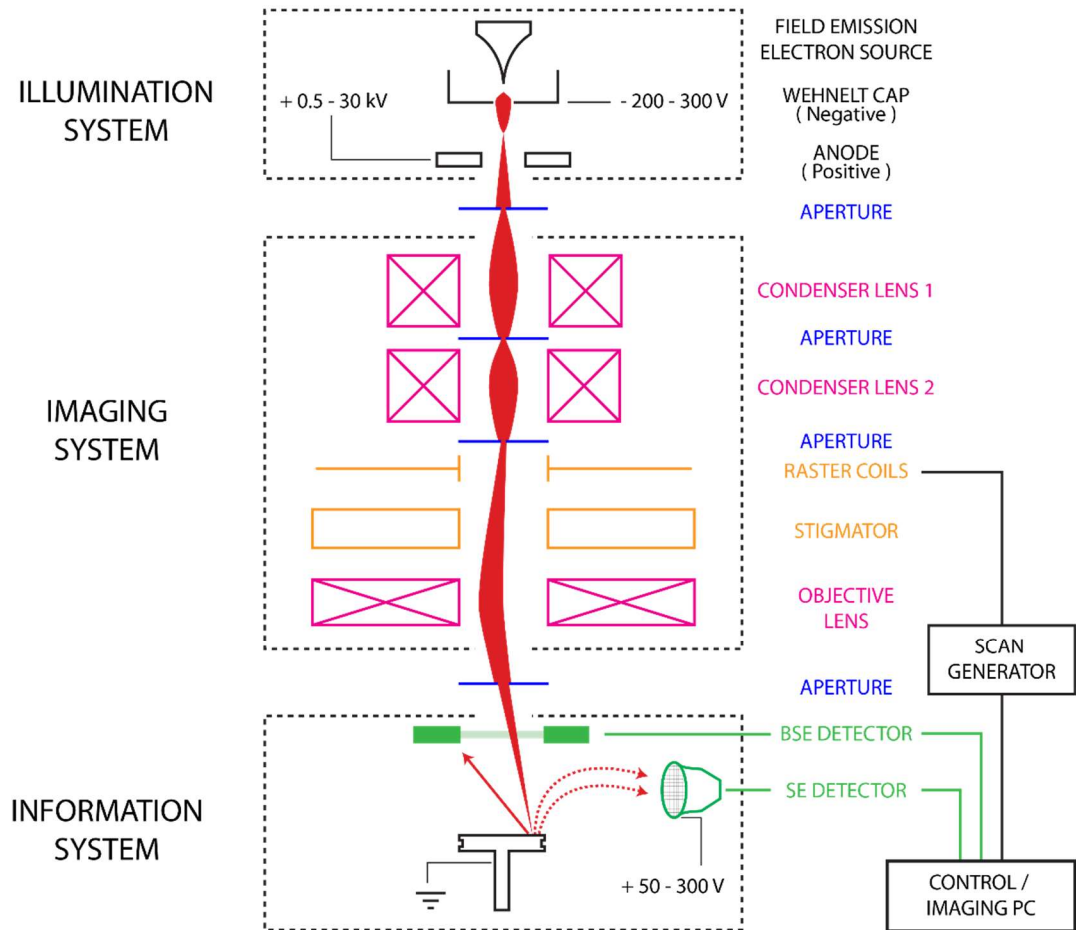 FIELD EMISSION
ELECTRON SOURCE
ILLUMINATION
SYSTEM
+ 0.5 - 30 kV
- 200 - 300 V
WEHNELT CAP
( Negative )
ANODE
( Positive )
APERTURE
CONDENSER LENS 1
APERTURE
CONDENSER LENS 2
IMAGING
SYSTEM
APERTURE
RASTER COILS
STIGMATOR
OBJECTIVE
LENS
SCAN
GENERATOR
APERTURE
BSE DETECTOR
SE DETECTOR
INFORMATION
SYSTEM
+ 50 - 300 V
CONTROL /
IMAGING PC